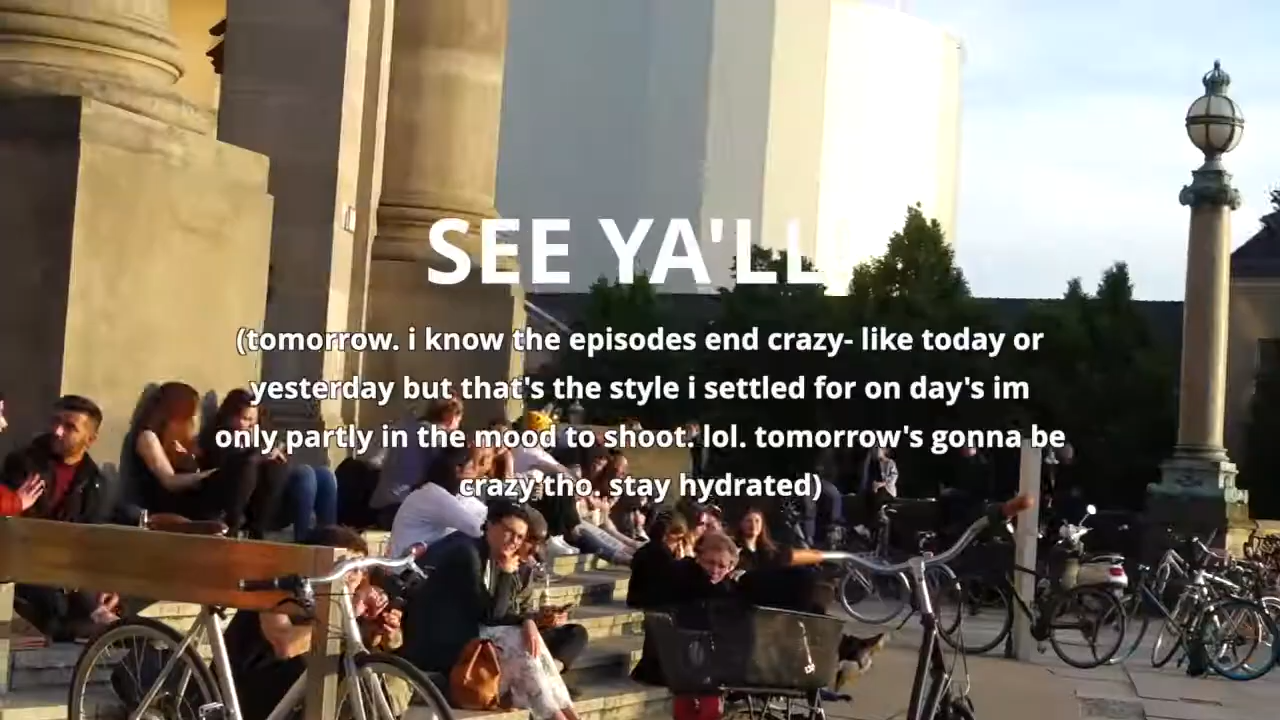 SEE YA'LL
(tomorrow. i know the episodes end crazy- like today or
yesterday but that's the style i settled for on day's im
only partly in the mood to shoot. lol. tomorrow's gonna be
crazy tho. stay hydrated)